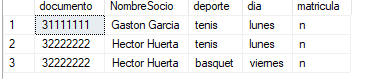 documento NombreSocio deporte dia matricula
1 31111111 Gaston Garcia tenis lunes n
2 32222222 Hector Huerta tenis lunes n
3 32222222 Hector Huerta basquet viernes n